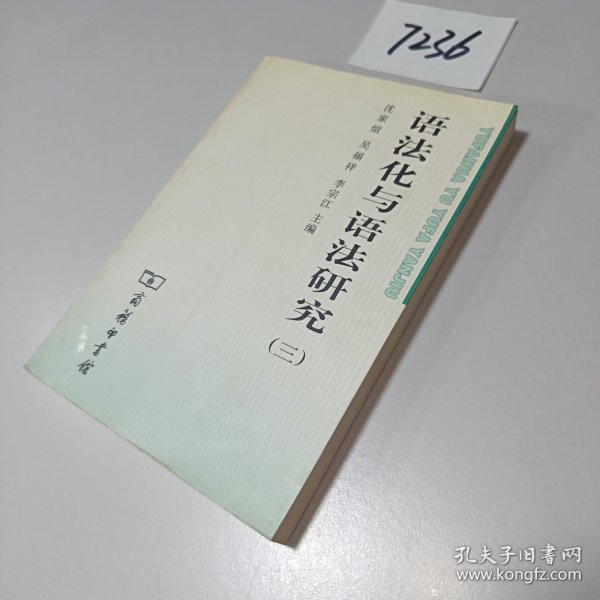 7236
语法化与语法研究(三)
YUFAHUA YU YUFA YANJIU
沈家煊 吴福祥 李宗江 主编
商务印书馆
孔夫子旧书网
www.kongfz.com